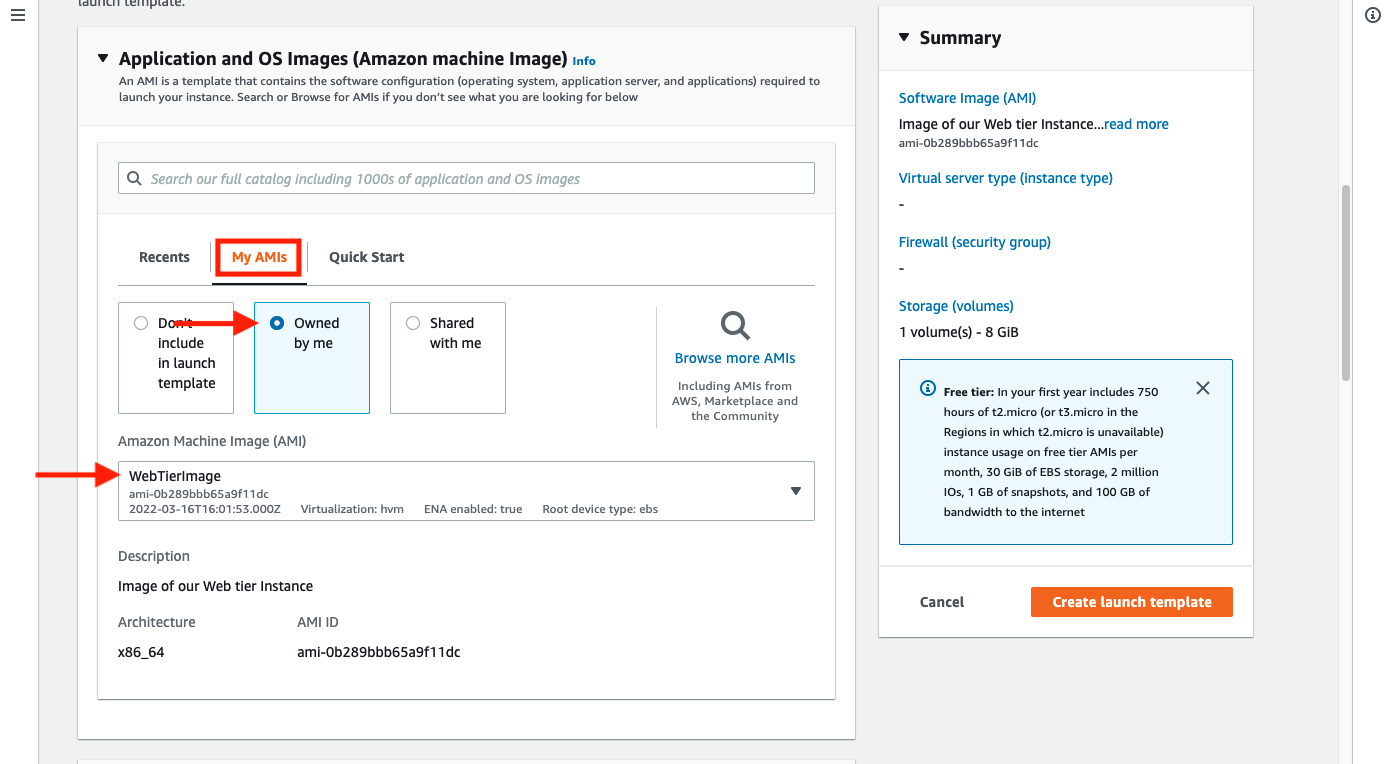 launch template.
Application and OS Images (Amazon machine Image) Info
An AMI is a template that contains the software configuration (operating system, application server, and applications) required to
launch your instance. Search or Browse for AMIs if you don’t see what you are looking for below
Search our full catalog including 1000s of application and OS images
Recents
My AMIs
Quick Start
Don't
include
in launch
template
Owned
by me
Shared
with me
Browse more AMIs
Including AMIs from
AWS, Marketplace and
the Community
Amazon Machine Image (AMI)
WebTierImage
ami-0b289bbb65a9f11dc
2022-03-16T16:01:53.000Z Virtualization: hvm ENA enabled: true Root device type: ebs
Description
Image of our Web tier Instance
Architecture AMI ID
x86_64 ami-0b289bbb65a9f11dc
Summary
Software Image (AMI)
Image of our Web tier Instance...read more
ami-0b289bbb65a9f11dc
Virtual server type (instance type)
-
Firewall (security group)
-
Storage (volumes)
1 volume(s) - 8 GiB
Free tier: In your first year includes 750
hours of t2.micro (or t3.micro in the
Regions in which t2.micro is unavailable)
instance usage on free tier AMIs per
month, 30 GiB of EBS storage, 2 million
IOs, 1 GB of snapshots, and 100 GB of
bandwidth to the internet
Cancel
Create launch template